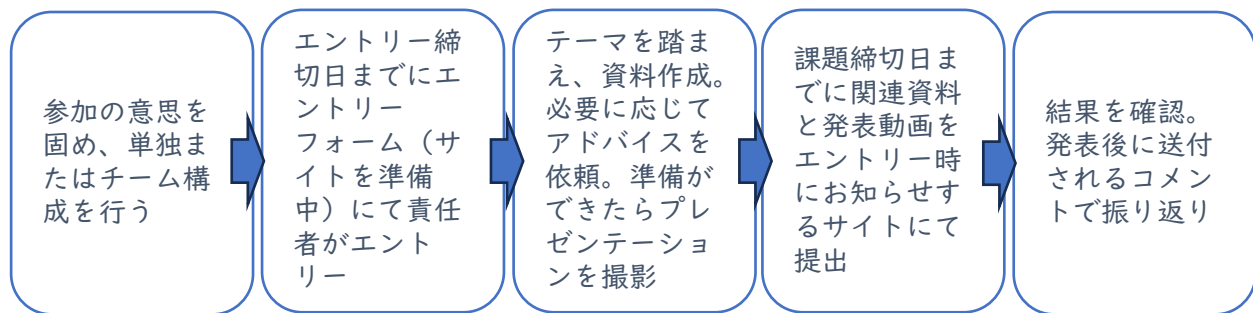 参加の意思を
固め、単独ま
たはチーム構
成を行う
エントリー締
切日までにエ
ントリー
フォーム（サ
イトを準備
中）にて責任
者がエント
リー
テーマを踏ま
え、資料作成。
必要に応じて
アドバイスを
依頼。準備が
できたらプレ
ゼンテーショ
ンを撮影
課題締切日ま
でに関連資料
と発表動画を
エントリー時
にお知らせす
るサイトにて
提出
結果を確認。
発表後に送付
されるコメン
トで振り返り